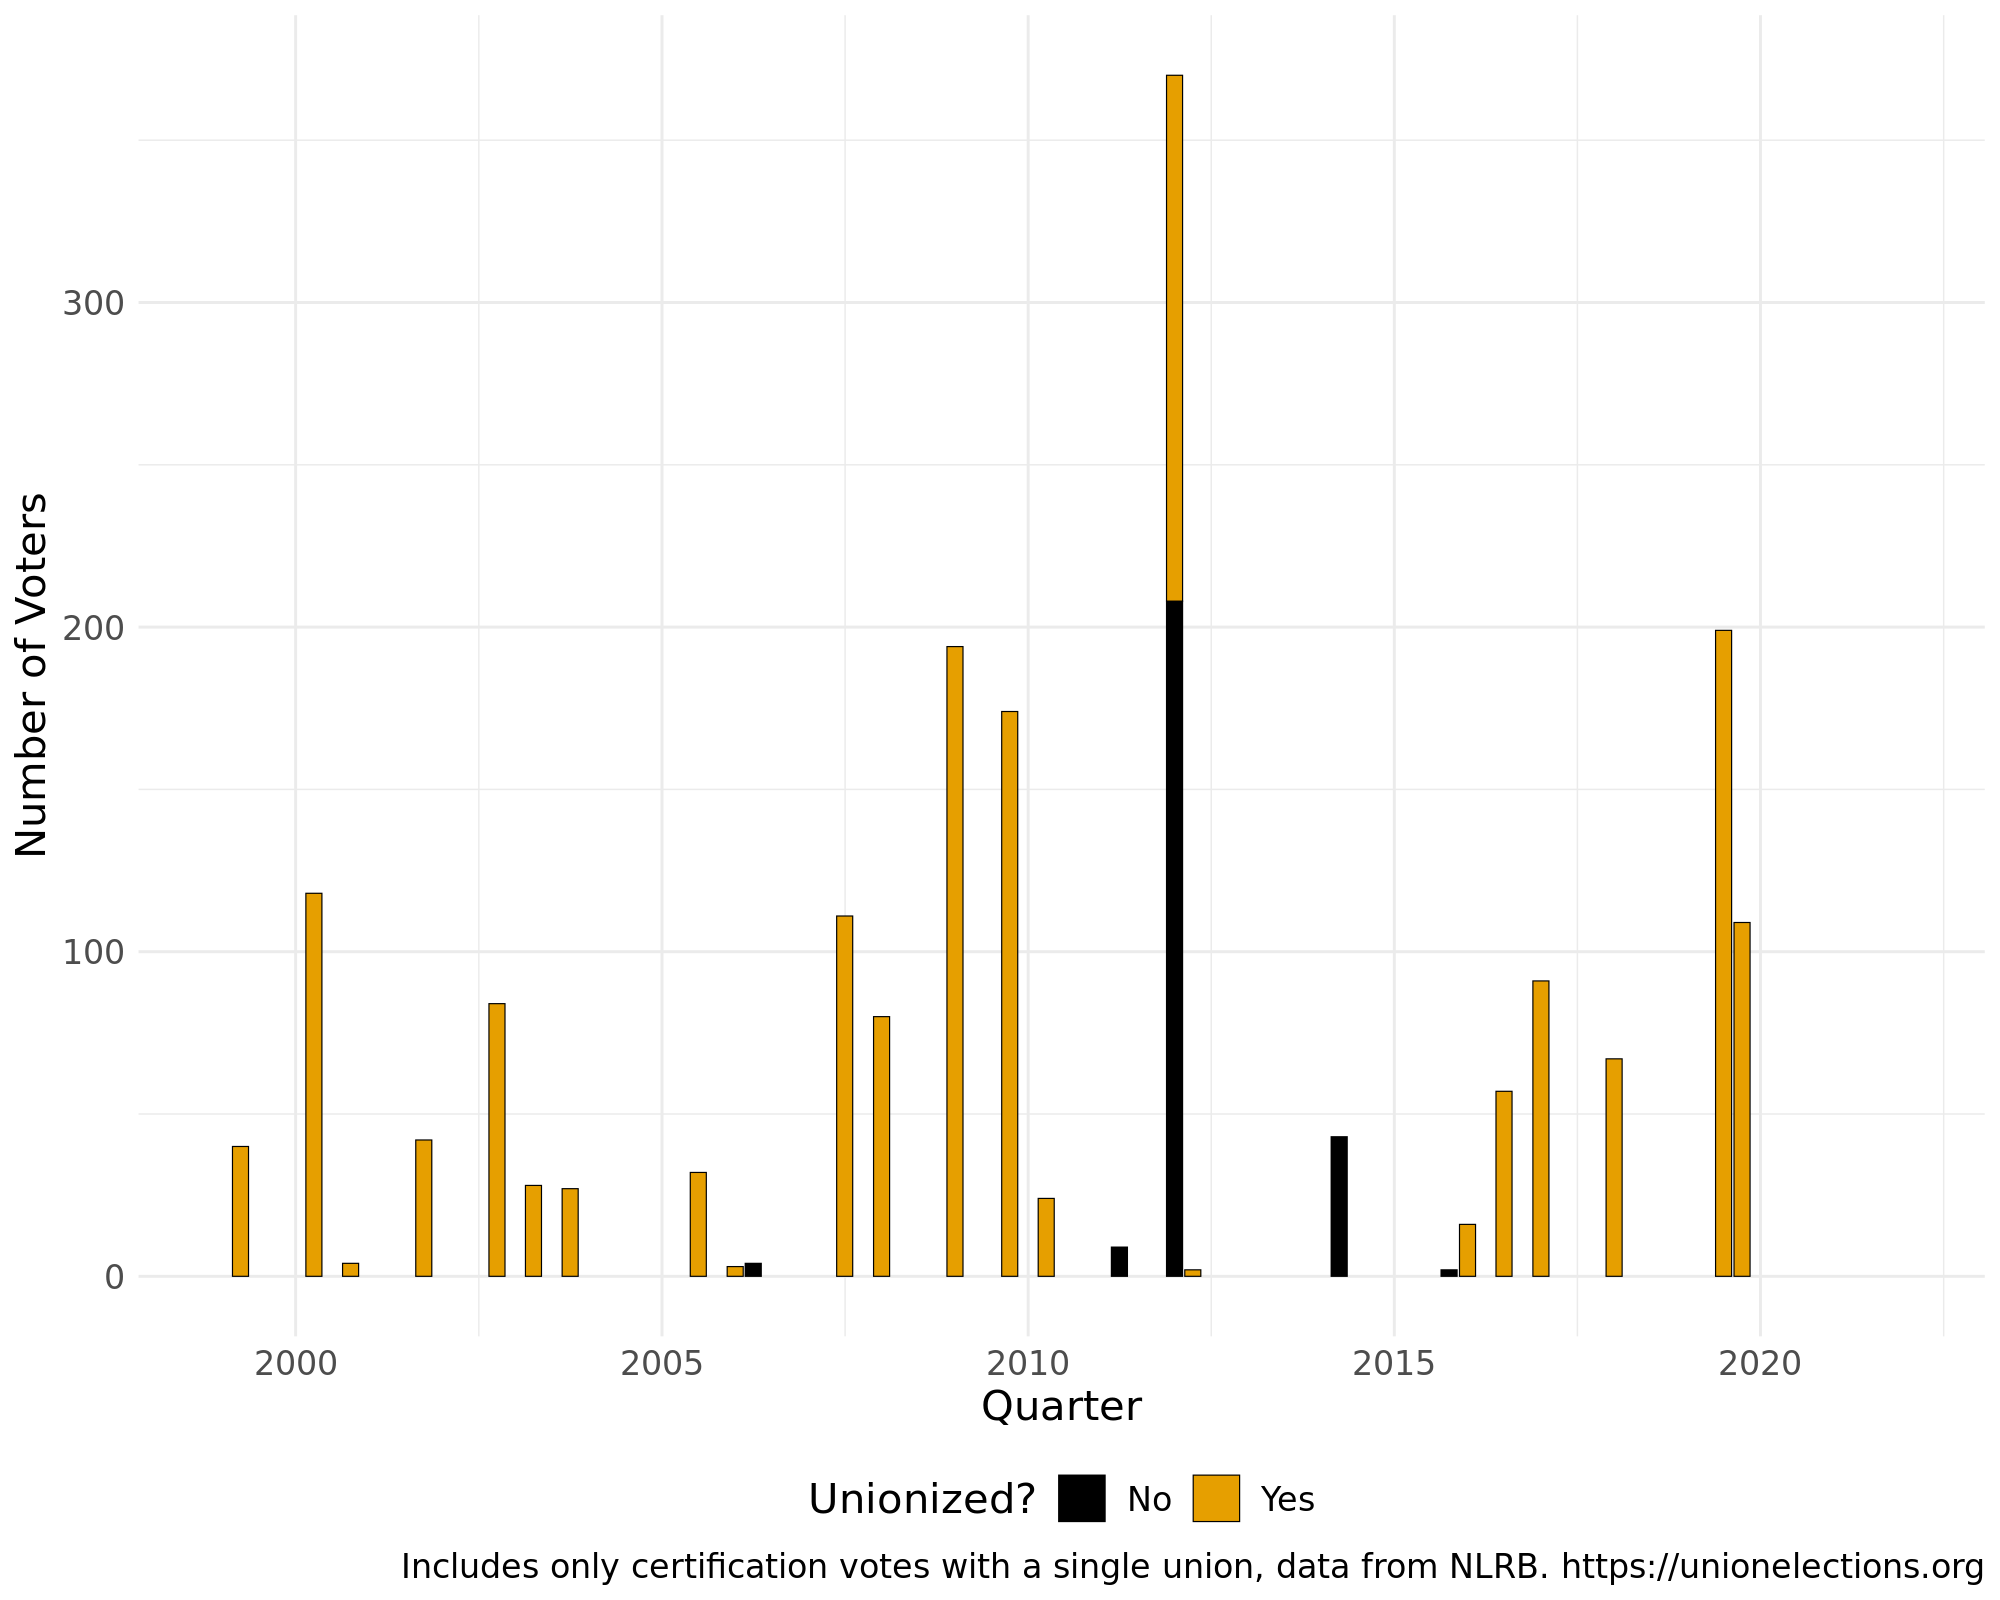 300
200
100
0
Number of Voters
2000 2005 2010 2015 2020
Quarter
Unionized? No Yes
Includes only certification votes with a single union, data from NLRB. https://unionelections.org